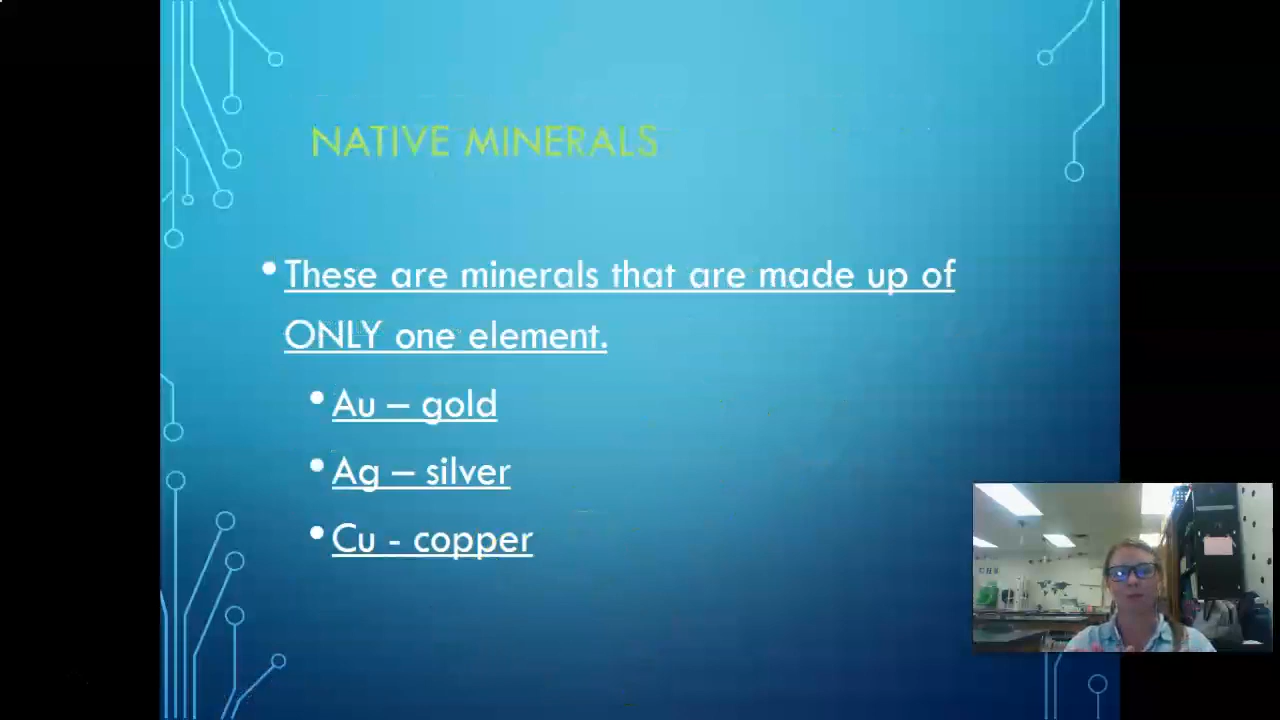 NATIVE MINERALS
• These are minerals that are made up of
ONLY one element.
• Au – gold
• Ag – silver
• Cu - copper